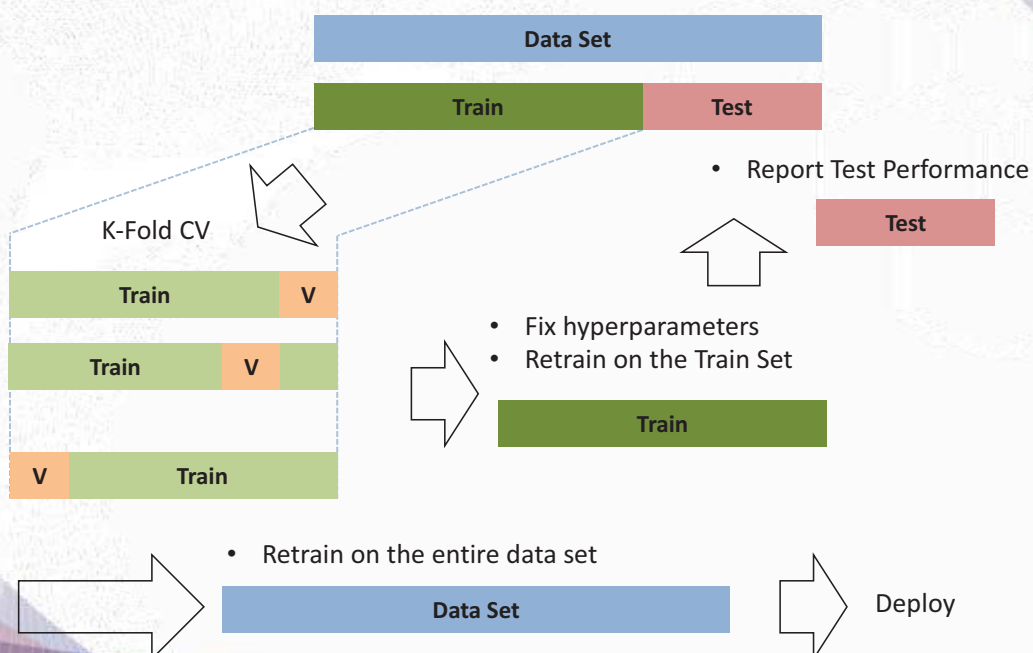 Data Set
Train Test
• Report Test Performance
Test
K-Fold CV
Train V
Train V
V Train
• Fix hyperparameters
• Retrain on the Train Set
Train
• Retrain on the entire data set
Data Set
Deploy